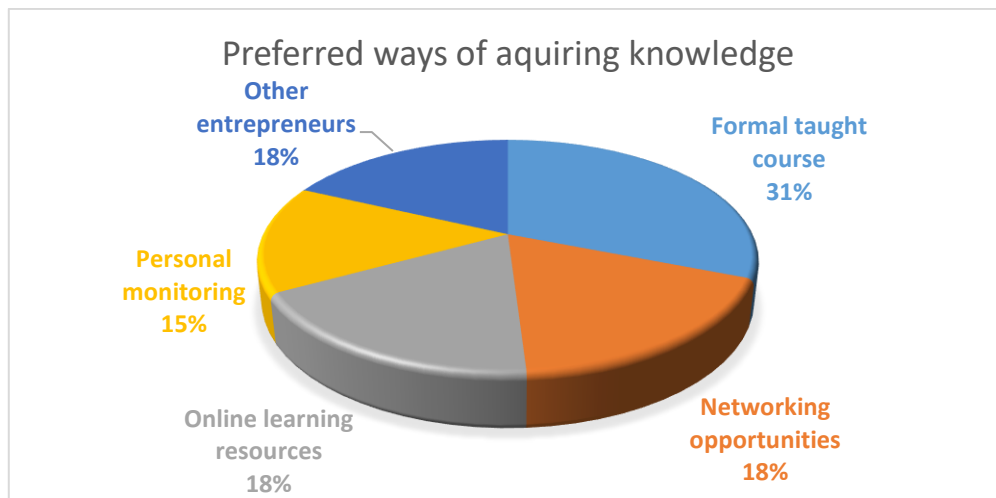 Preferred ways of aquiring knowledge
Other
entrepreneurs
18%
Formal taught
course
31%
Personal
monitoring
15%
Online learning
resources
18%
Networking
opportunities
18%